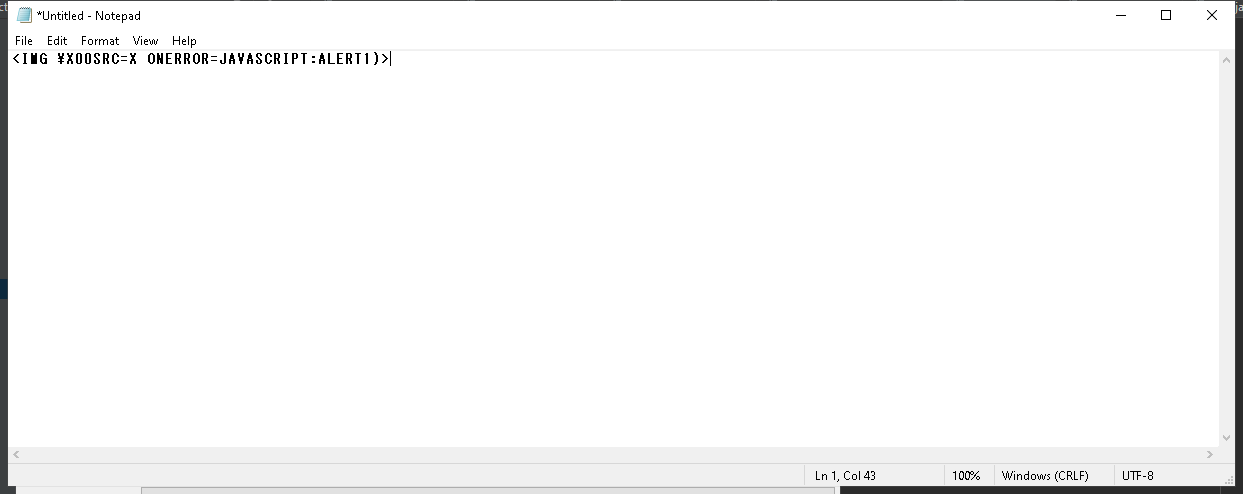 *Untitled - Notepad
File Edit Format View Help
<IMG ¥X00SRC=X ONERROR=JAVASCRIPT:ALERT1)>
Ln 1, Col 43 100% Windows (CRLF) UTF-8